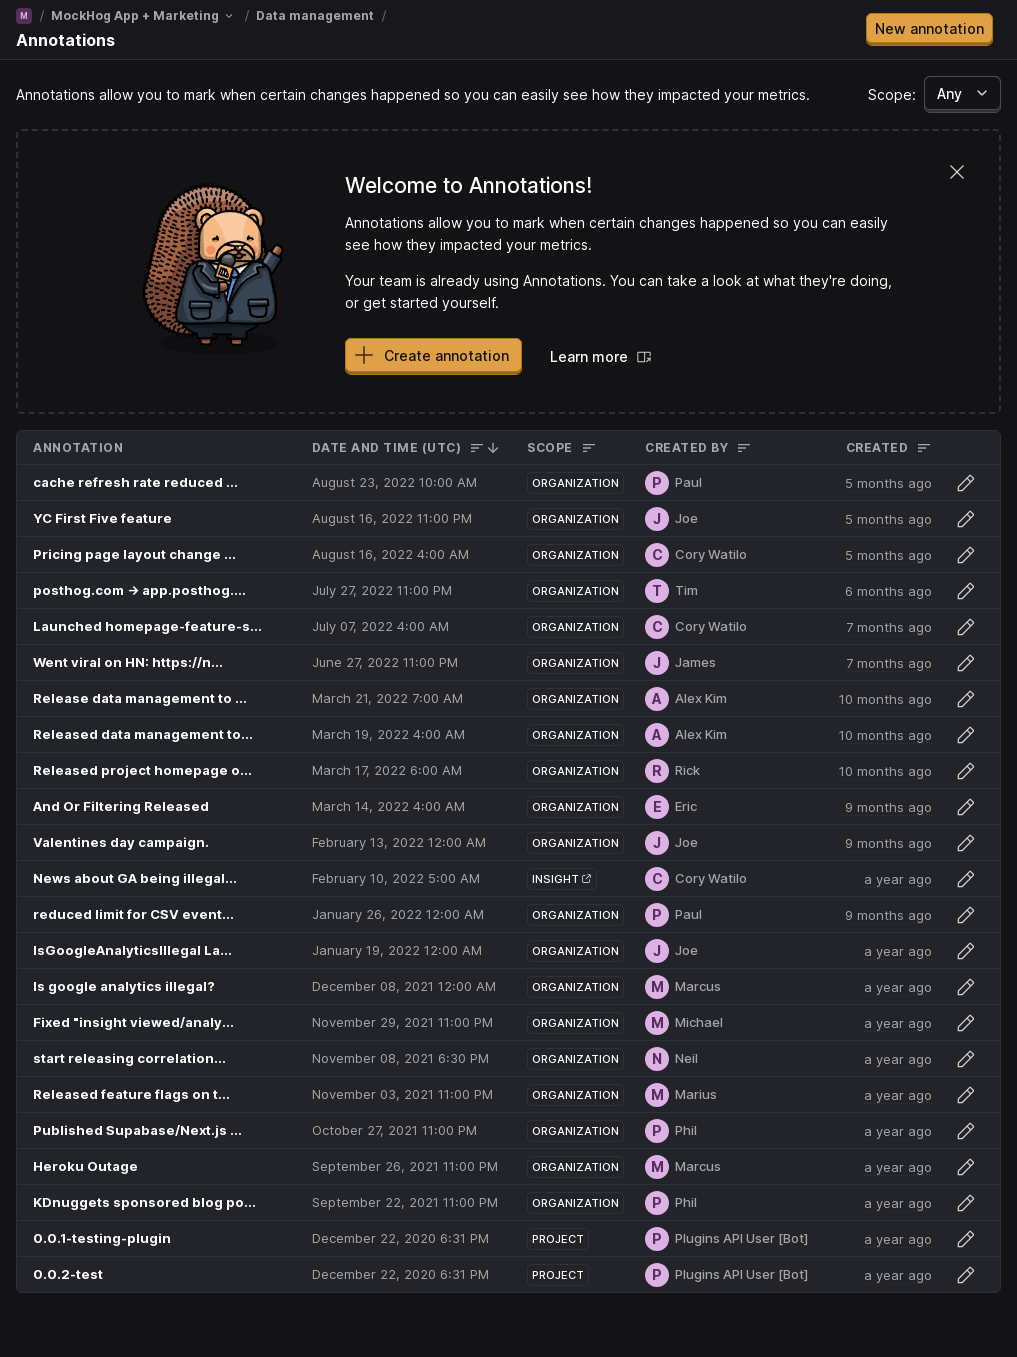 M / MockHog App + Marketing / Data management /
Annotations
New annotation
Annotations allow you to mark when certain changes happened so you can easily see how they impacted your metrics.
Scope: Any
Welcome to Annotations!
Annotations allow you to mark when certain changes happened so you can easily
see how they impacted your metrics.
Your team is already using Annotations. You can take a look at what they're doing,
or get started yourself.
Create annotation
Learn more
ANNOTATION DATE AND TIME (UTC) SCOPE CREATED BY CREATED
cache refresh rate reduced ... August 23, 2022 10:00 AM ORGANIZATION P Paul 5 months ago
YC First Five feature August 16, 2022 11:00 PM ORGANIZATION J Joe 5 months ago
Pricing page layout change ... August 16, 2022 4:00 AM ORGANIZATION C Cory Watilo 5 months ago
posthog.com → app.posthog.... July 27, 2022 11:00 PM ORGANIZATION T Tim 6 months ago
Launched homepage-feature-s... July 07, 2022 4:00 AM ORGANIZATION C Cory Watilo 7 months ago
Went viral on HN: https://n... June 27, 2022 11:00 PM ORGANIZATION J James 7 months ago
Release data management to ... March 21, 2022 7:00 AM ORGANIZATION A Alex Kim 10 months ago
Released data management to... March 19, 2022 4:00 AM ORGANIZATION A Alex Kim 10 months ago
Released project homepage o... March 17, 2022 6:00 AM ORGANIZATION R Rick 10 months ago
And Or Filtering Released March 14, 2022 4:00 AM ORGANIZATION E Eric 9 months ago
Valentines day campaign. February 13, 2022 12:00 AM ORGANIZATION J Joe 9 months ago
News about GA being illegal... February 10, 2022 5:00 AM INSIGHT C Cory Watilo a year ago
reduced limit for CSV event... January 26, 2022 12:00 AM ORGANIZATION P Paul 9 months ago
IsGoogleAnalyticsIllegal La... January 19, 2022 12:00 AM ORGANIZATION J Joe a year ago
Is google analytics illegal? December 08, 2021 12:00 AM ORGANIZATION M Marcus a year ago
Fixed "insight viewed/analy... November 29, 2021 11:00 PM ORGANIZATION M Michael a year ago
start releasing correlation... November 08, 2021 6:30 PM ORGANIZATION N Neil a year ago
Released feature flags on t... November 03, 2021 11:00 PM ORGANIZATION M Marius a year ago
Published Supabase/Next.js ... October 27, 2021 11:00 PM ORGANIZATION P Phil a year ago
Heroku Outage September 26, 2021 11:00 PM ORGANIZATION M Marcus a year ago
KDnuggets sponsored blog po... September 22, 2021 11:00 PM ORGANIZATION P Phil a year ago
0.0.1-testing-plugin December 22, 2020 6:31 PM PROJECT P Plugins API User [Bot] a year ago
0.0.2-test December 22, 2020 6:31 PM PROJECT P Plugins API User [Bot] a year ago